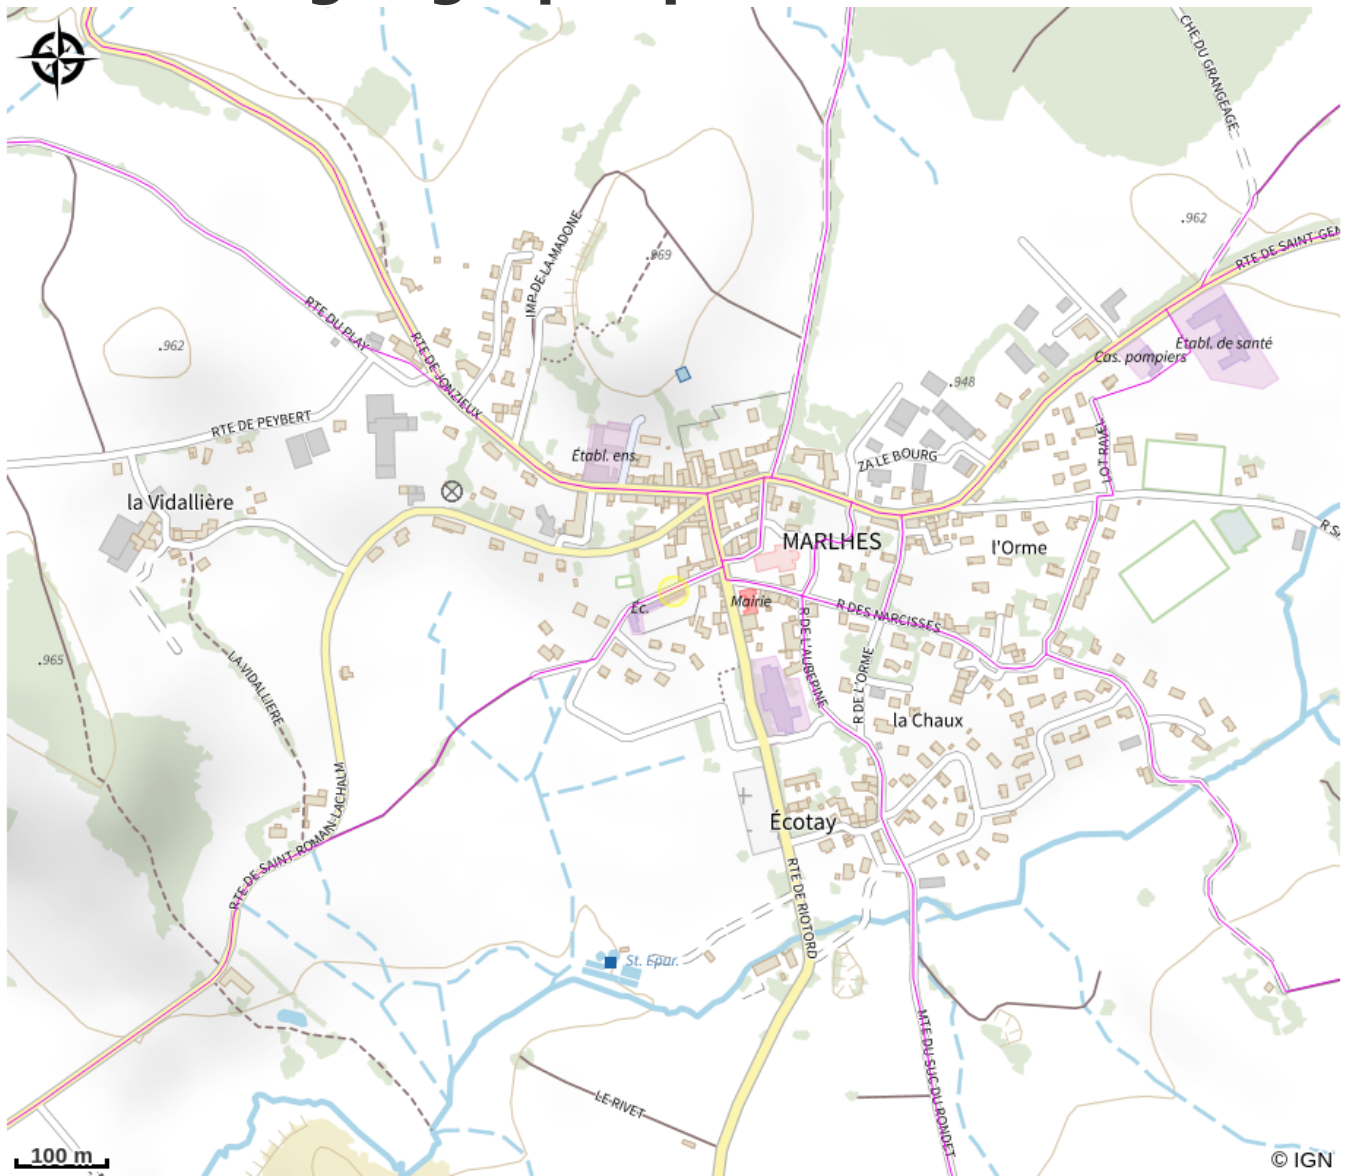 CHE DU GRANGEAGE
.962
RTE DE SAINT-GEN
IMP DE LA MADONE
.969
RTE DU PLAY
RTE DE JONZIEUX
.962
Établ. de santé
Cas. pompiers
.948
RTE DE PEYBERT
LOT RAVEL
Établ. ens.
ZA LE BOURG
la Vidallière
MARLHES
l'Orme
Éc.
Mairie
R DES NARCISSES
R DE L'AUBEPINE
R DE L'ORME
.965
LA VIDALLIERE
la Chaux
LACHALM
RTE DE SAINT-ROMAIN-
Écotay
RTE DE RIOTORD
St. Épur.
MTE DU SUC DU RONDET
LE RIVET
100 m
© IGN